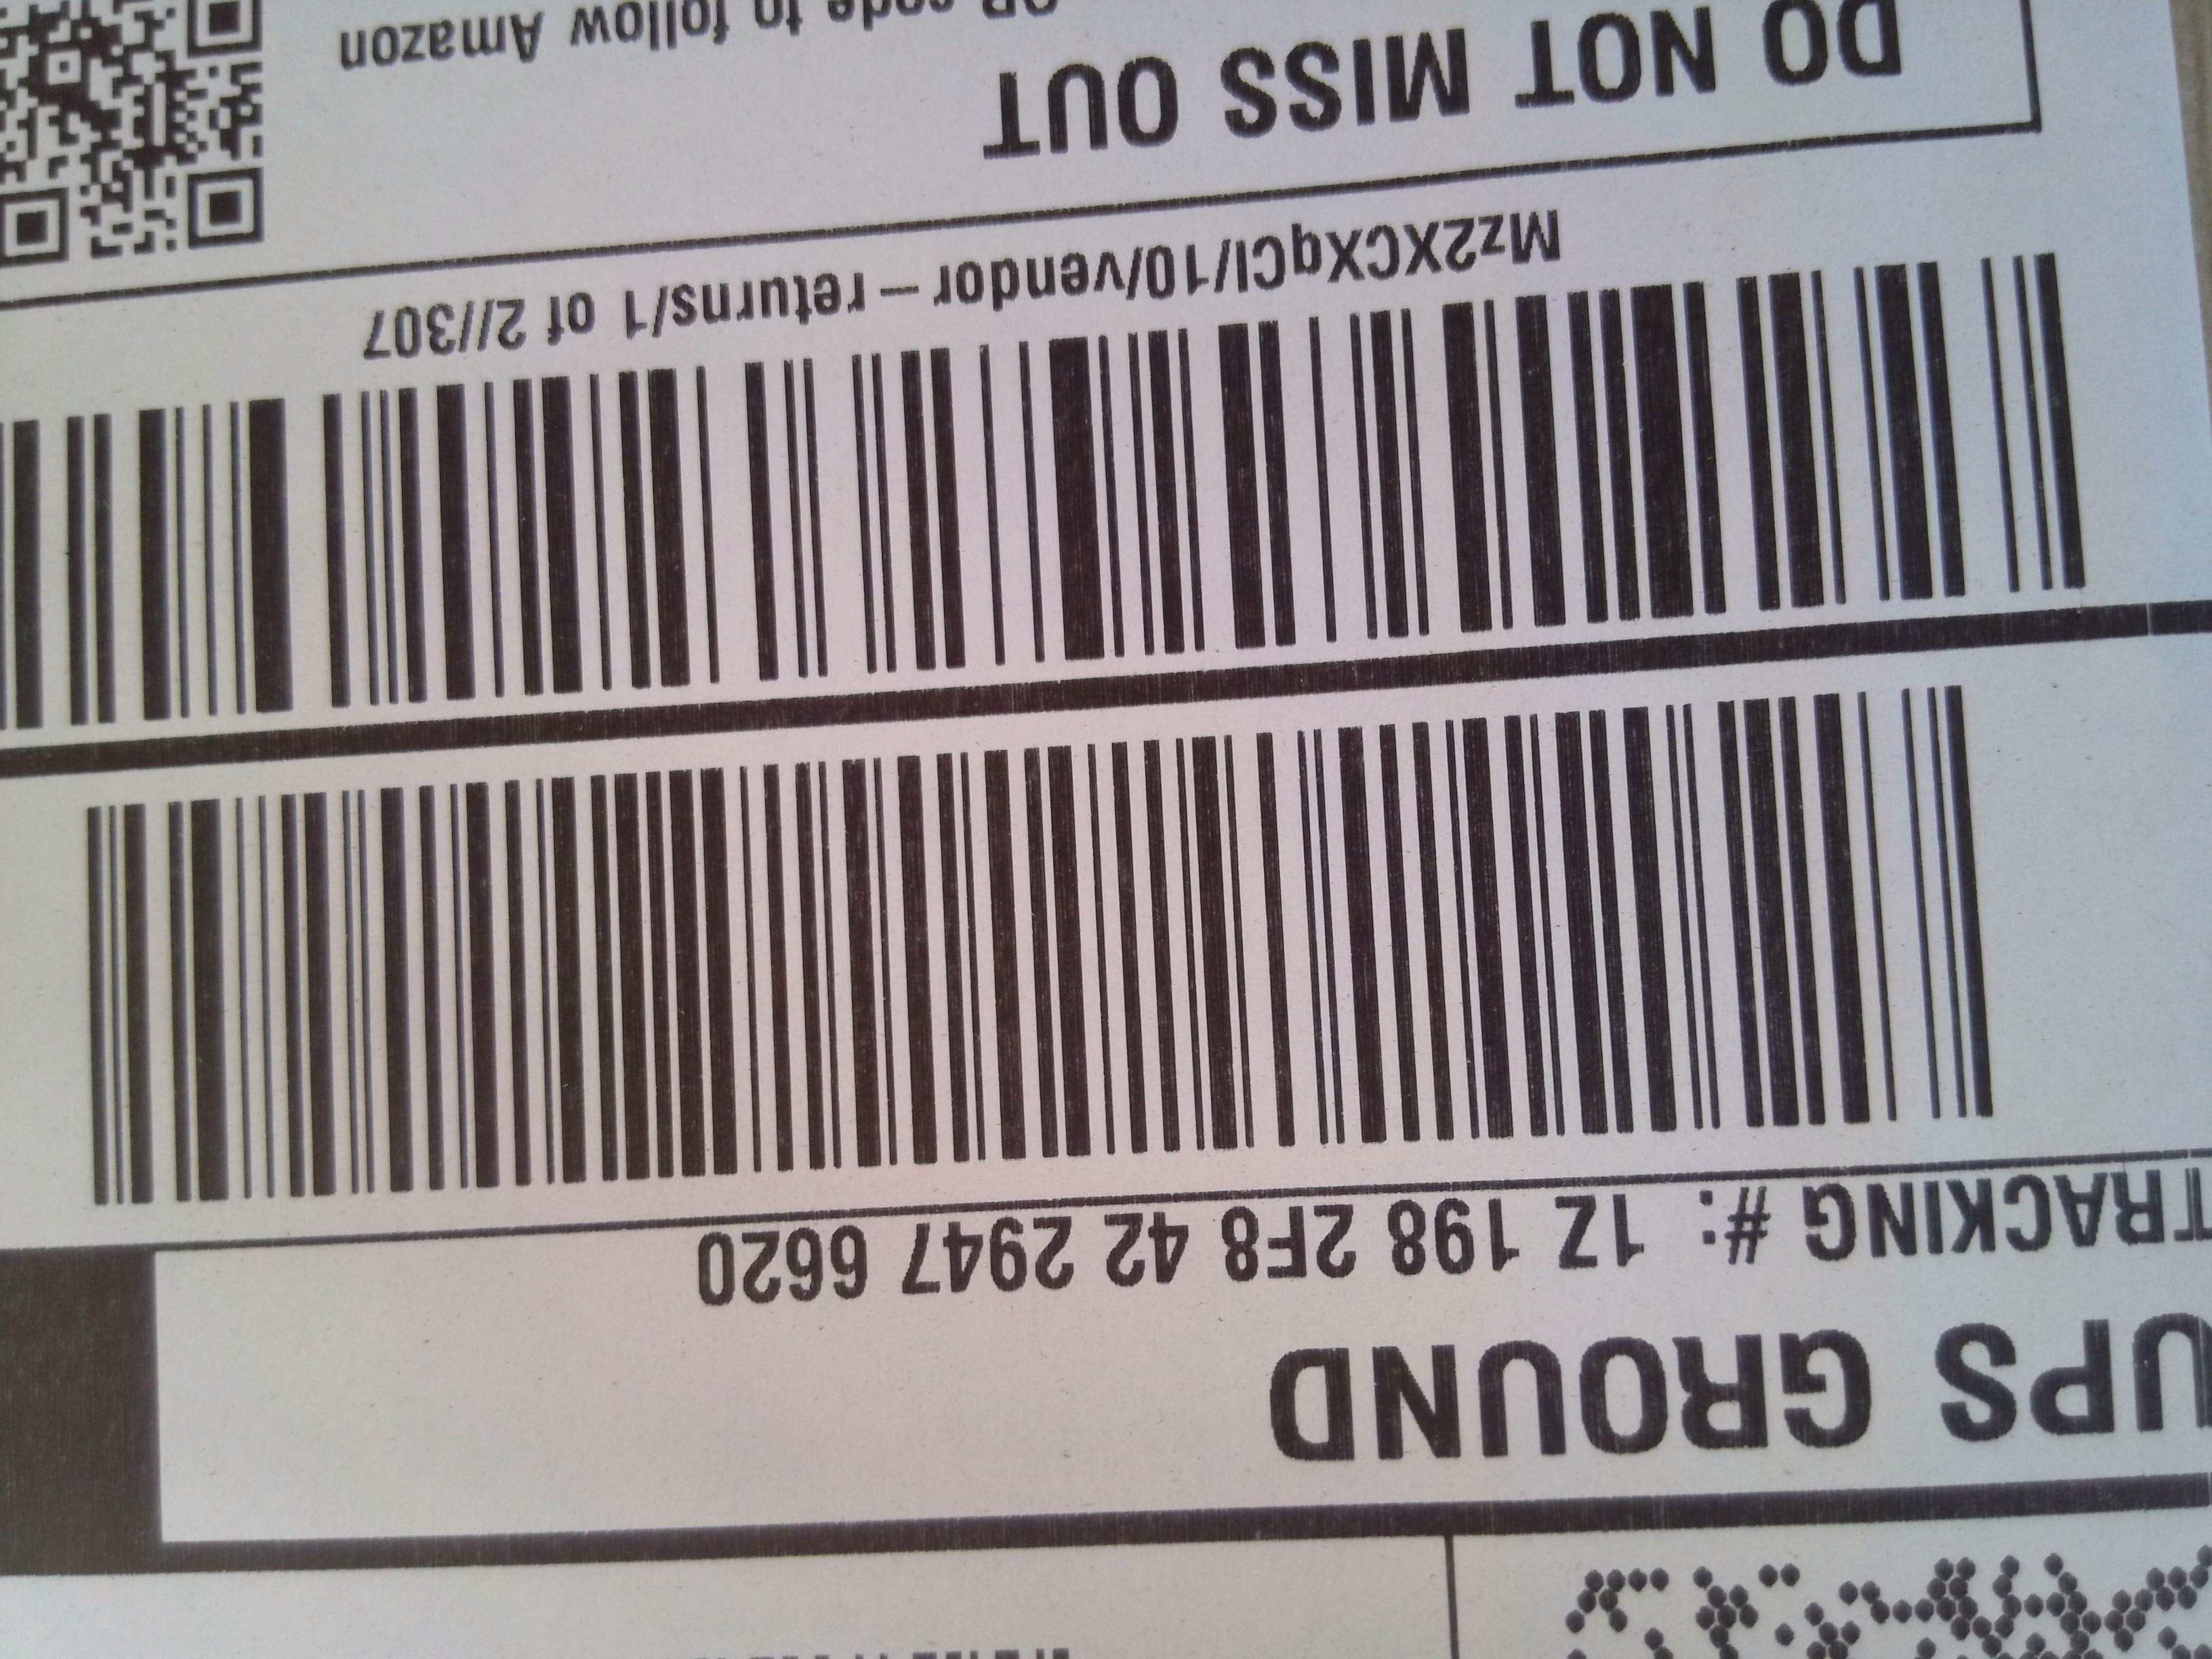 UPS GROUND
TRACKING #: 1Z 198 2F8 42 2947 6620
Mz2XCXqCl/10/vendor-returns/1 of 2//307
DO NOT MISS OUT
QR code to follow Amazon